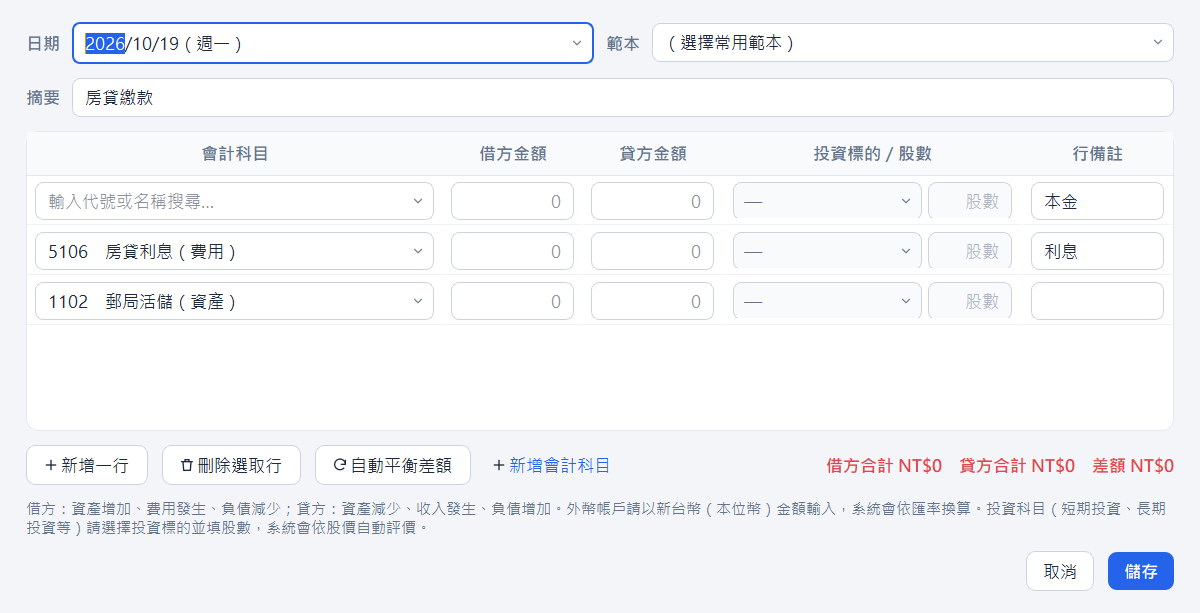 日期 2026/10/19 ( 週一 ) 範本 ( 選擇常用範本 )
摘要 房貸繳款
會計科目 借方金額 貸方金額 投資標的 / 股數 行備註
輸入代號或名稱搜尋... 0 0 — 股數 本金
5106 房貸利息 ( 費用 ) 0 0 — 股數 利息
1102 郵局活儲 ( 資產 ) 0 0 — 股數
+ 新增一行 刪除選取行 自動平衡差額 + 新增會計科目 借方合計 NT$0 貸方合計 NT$0 差額 NT$0
借方：資產增加、費用發生、負債減少；貸方：資產減少、收入發生、負債增加。外幣帳戶請以新台幣 ( 本位幣 ) 金額輸入，系統會依匯率換算。投資科目 ( 短期投資、長期
投資等 ) 請選擇投資標的並填股數，系統會依股價自動評價。
取消 儲存